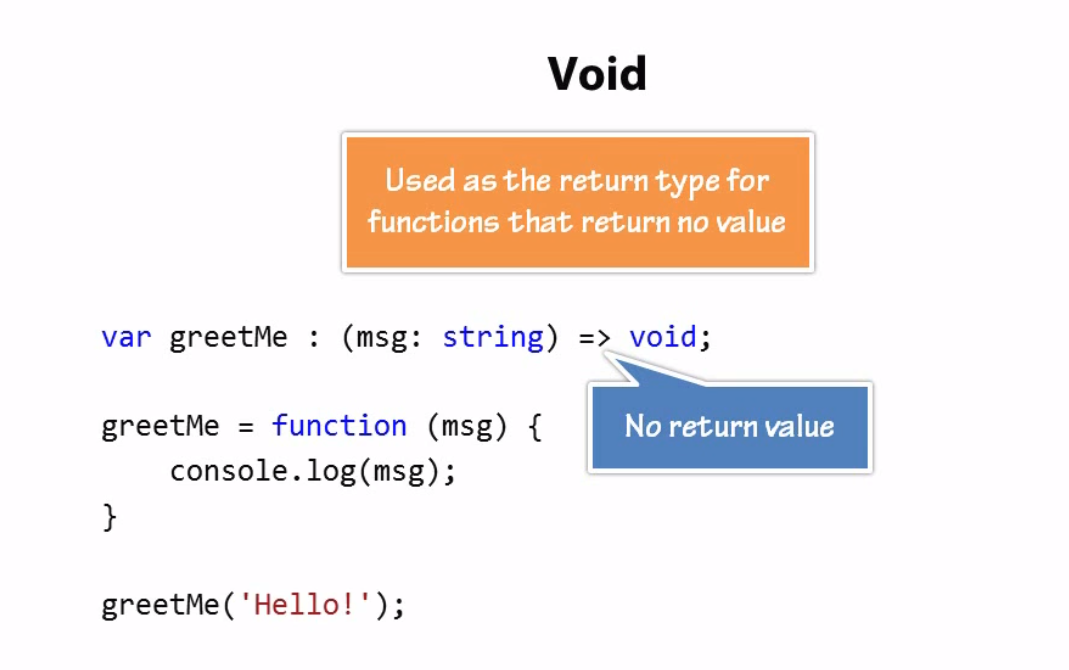 Void
Used as the return type for
functions that return no value
var greetMe : (msg: string) => void;
No return value
greetMe = function (msg) {
    console.log(msg);
}
greetMe('Hello!');